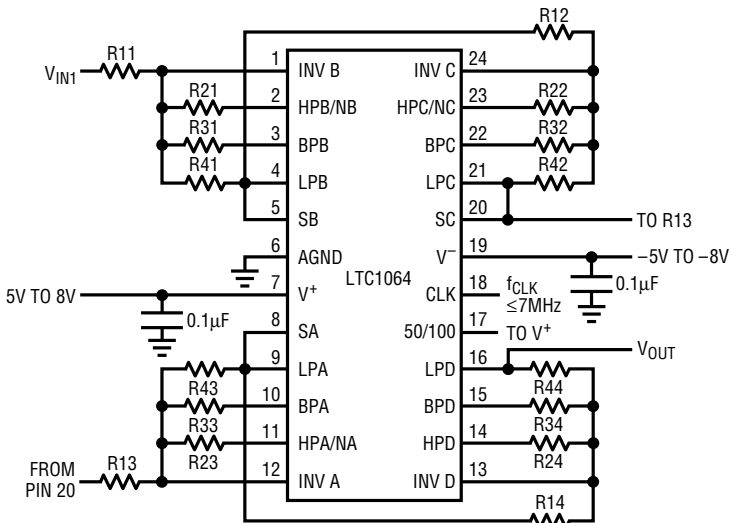 R12
R11
VIN1
1 INV B INV C 24
R21 2 HPB/NB HPC/NC 23 R22
R31 3 BPB BPC 22 R32
R41 4 LPB LPC 21 R42
5 SB SC 20 TO R13
6 AGND V– 19 –5V TO –8V
LTC1064
5V TO 8V 7 V+ CLK 18 fCLK ≤7MHz 0.1µF
0.1µF 8 SA 50/100 17 TO V+
VOUT
9 LPA LPD 16
R43 R44
10 BPA BPD 15
R33 R34
11 HPA/NA HPD 14
R23 R24
FROM PIN 20 R13 12 INV A INV D 13
R14